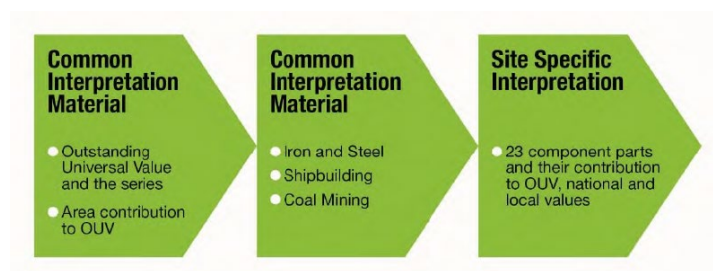 Common
Interpretation
Material
Outstanding
Universal Value
and the series
Area contribution
to OUV
Common
Interpretation
Material
Iron and Steel
Shipbuilding
Coal Mining
Site Specific
Interpretation
23 component parts
and their contribution
to OUV, national and
local values